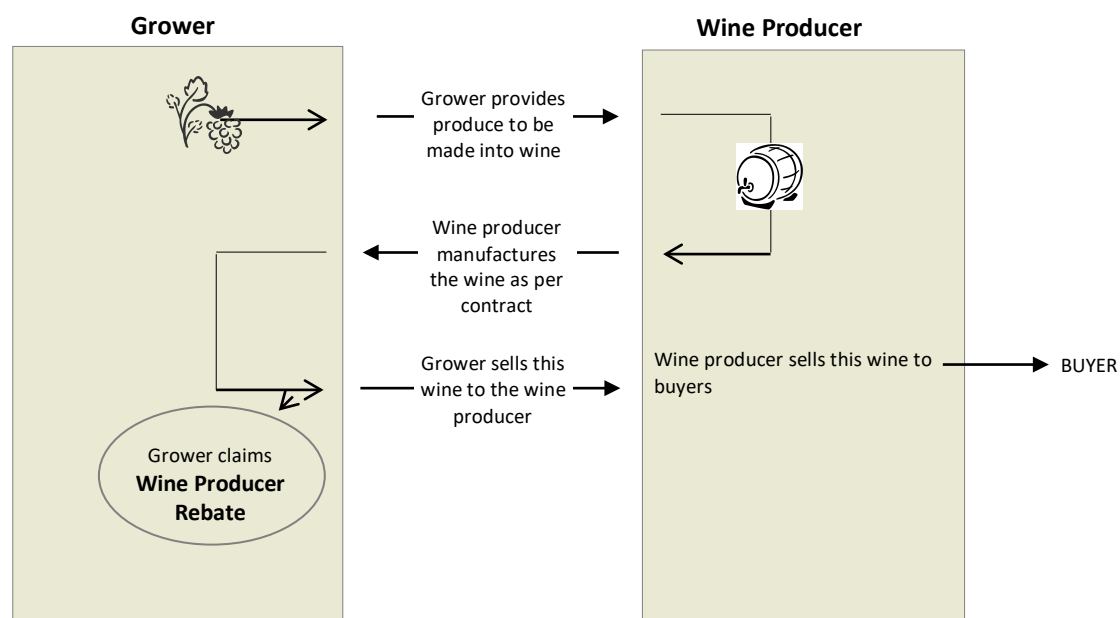 Grower
Wine Producer
Grower provides
produce to be
made into wine
Wine producer
manufactures
the wine as per
contract
Grower sells this
wine to the wine
producer
Wine producer sells this wine to
buyers
BUYER
Grower claims
Wine Producer
Rebate